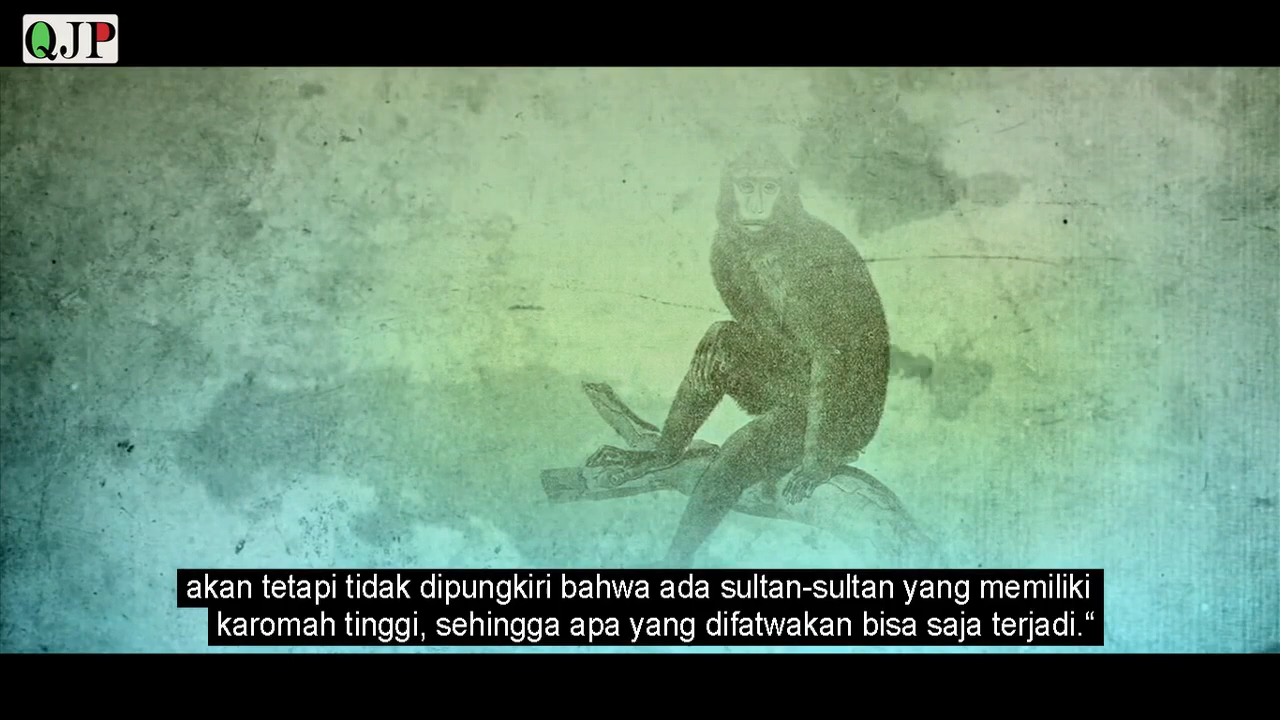 QJP
akan tetapi tidak dipungkiri bahwa ada sultan-sultan yang memiliki
karomah tinggi, sehingga apa yang difatwakan bisa saja terjadi.“